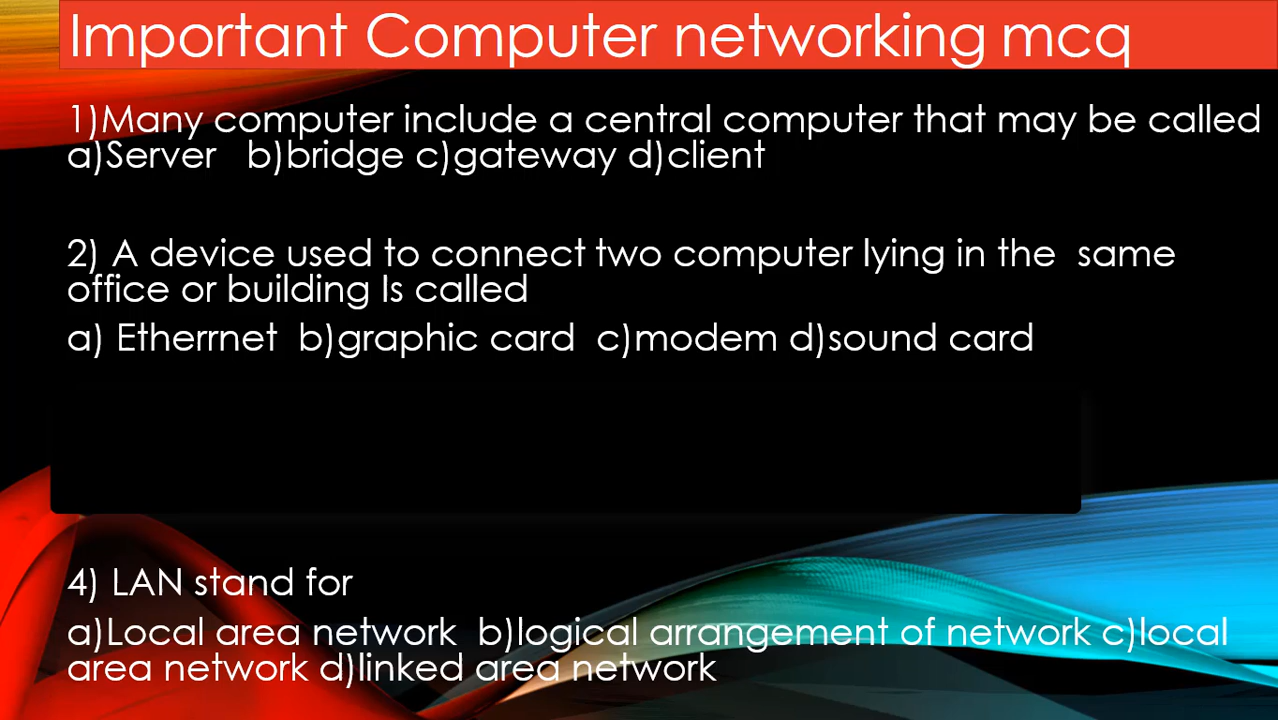 Important Computer networking mcq
1)Many computer include a central computer that may be called
a)Server b)bridge c)gateway d)client
2) A device used to connect two computer lying in the same
office or building Is called
a) Etherrnet b)graphic card c)modem d)sound card
4) LAN stand for
a)Local area network b)logical arrangement of network c)local
area network d)linked area network